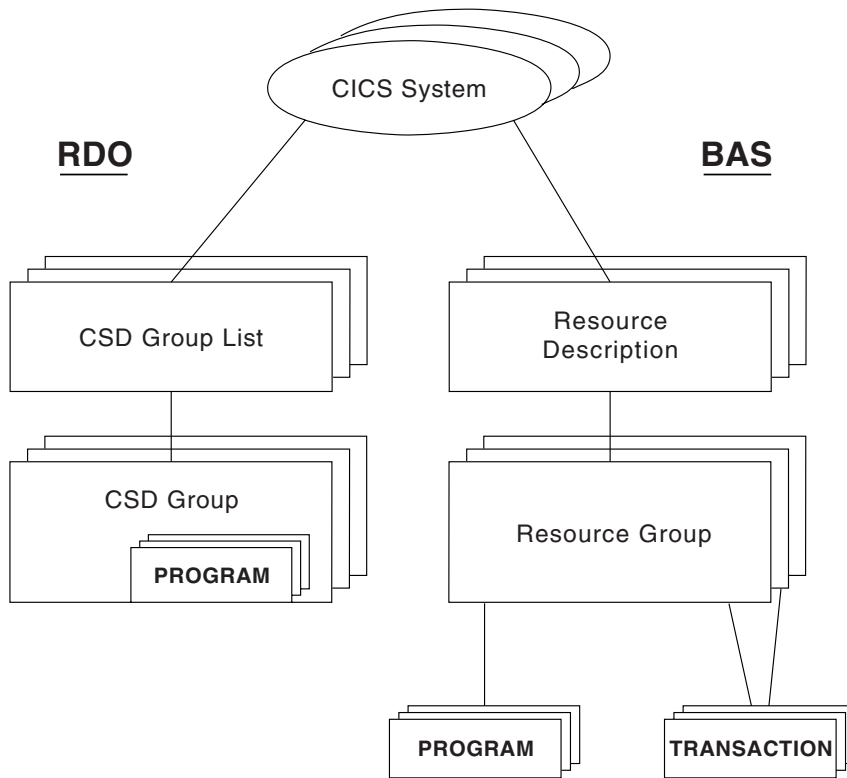 CICS System
RDO
BAS
CSD Group List
Resource
Description
CSD Group
PROGRAM
Resource Group
PROGRAM
TRANSACTION